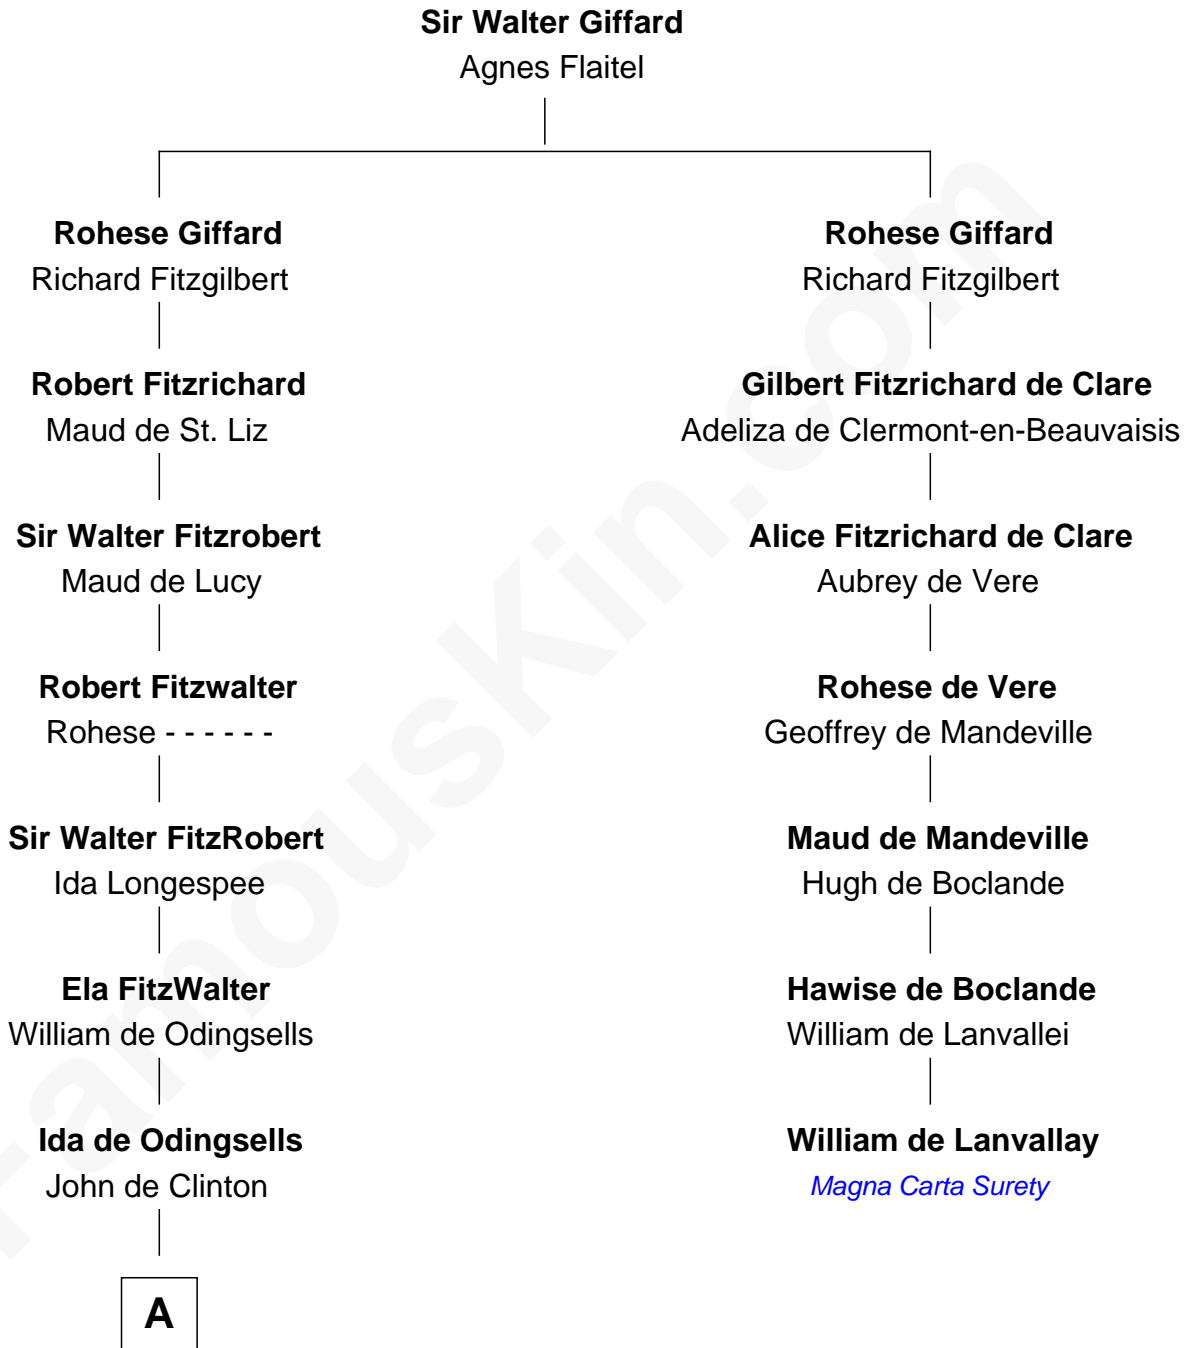 Sir Walter Giffard
Agnes Flaitel
Rohese Giffard
Richard Fitzgilbert
Robert Fitzrichard
Maud de St. Liz
Sir Walter Fitzrobert
Maud de Lucy
Robert Fitzwalter
Rohese - - - - - -
Sir Walter FitzRobert
Ida Longespee
Ela FitzWalter
William de Odingsells
Ida de Odingsells
John de Clinton
A
Rohese Giffard
Richard Fitzgilbert
Gilbert Fitzrichard de Clare
Adeliza de Clermont-en-Beauvaisis
Alice Fitzrichard de Clare
Aubrey de Vere
Rohese de Vere
Geoffrey de Mandeville
Maud de Mandeville
Hugh de Boclande
Hawise de Boclande
William de Lanvallei
William de Lanvallay
Magna Carta Surety
FamousKin.com